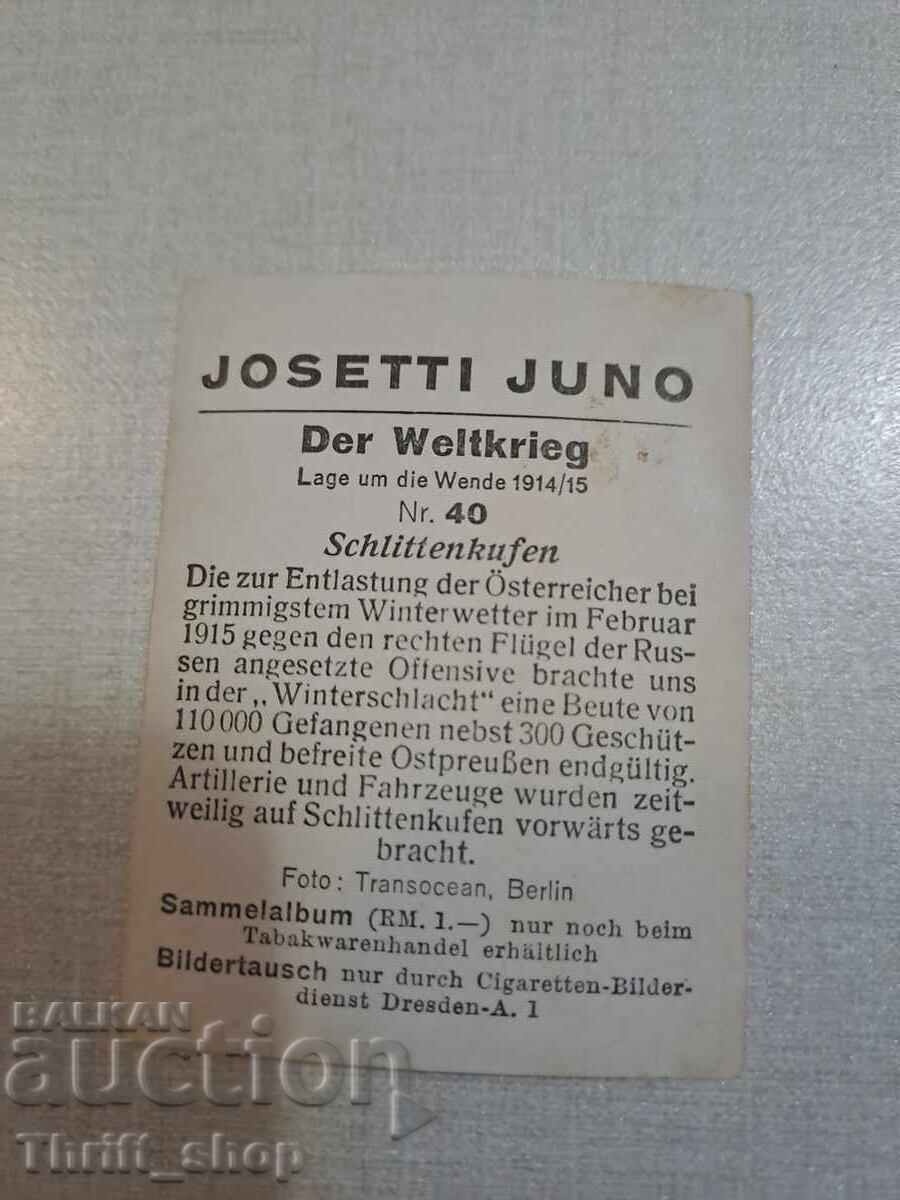 JOSETTI JUNO
Der Weltkrieg
Lage um die Wende 1914/15
Nr. 40
Schlittenkufen
Die zur Entlastung der Österreicher bei
grimmigstem Winterwetter im Februar
1915 gegen den rechten Flügel der Rus-
sen angesetzte Offensive brachte uns
in der „Winterschlacht“ eine Beute von
110 000 Gefangenen nebst 300 Geschüt-
zen und befreite Ostpreußen endgültig.
Artillerie und Fahrzeuge wurden zeit-
weilig auf Schlittenkufen vorwärts ge-
bracht.
Foto: Transocean, Berlin
Sammelalbum (RM. 1.—) nur noch beim
Tabakwarenhandel erhältlich
Bildertausch nur durch Cigaretten-Bilder-
dienst Dresden-A. 1
BALKAN
auction
Thrift_shop